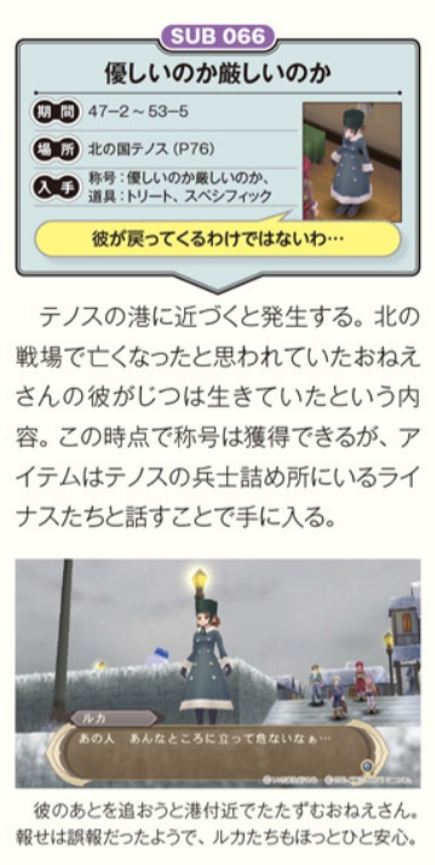 SUB 066
優しいのか厳しいのか
期間 47−2～53−5
場所 北の国テノス(P76)
入手 称号:優しいのか厳しいのか、
道具:トリート、スペシフィック
彼が戻ってくるわけではないわ…
テノスの港に近づくと発生する。北の
戦場で亡くなったと思われていたおねえ
さんの彼がじつは生きていたという内
容。この時点で称号は獲得できるが、ア
イテムはテノスの兵士詰め所にいるライ
ナスたちと話すことで手に入る。
ルカ
あの人 あんなところに立って危ないなぁ…
彼のあとを追おうと港付近でたたずむおねえさん。
報せは誤報だったようで、ルカたちもほっとひと安心。